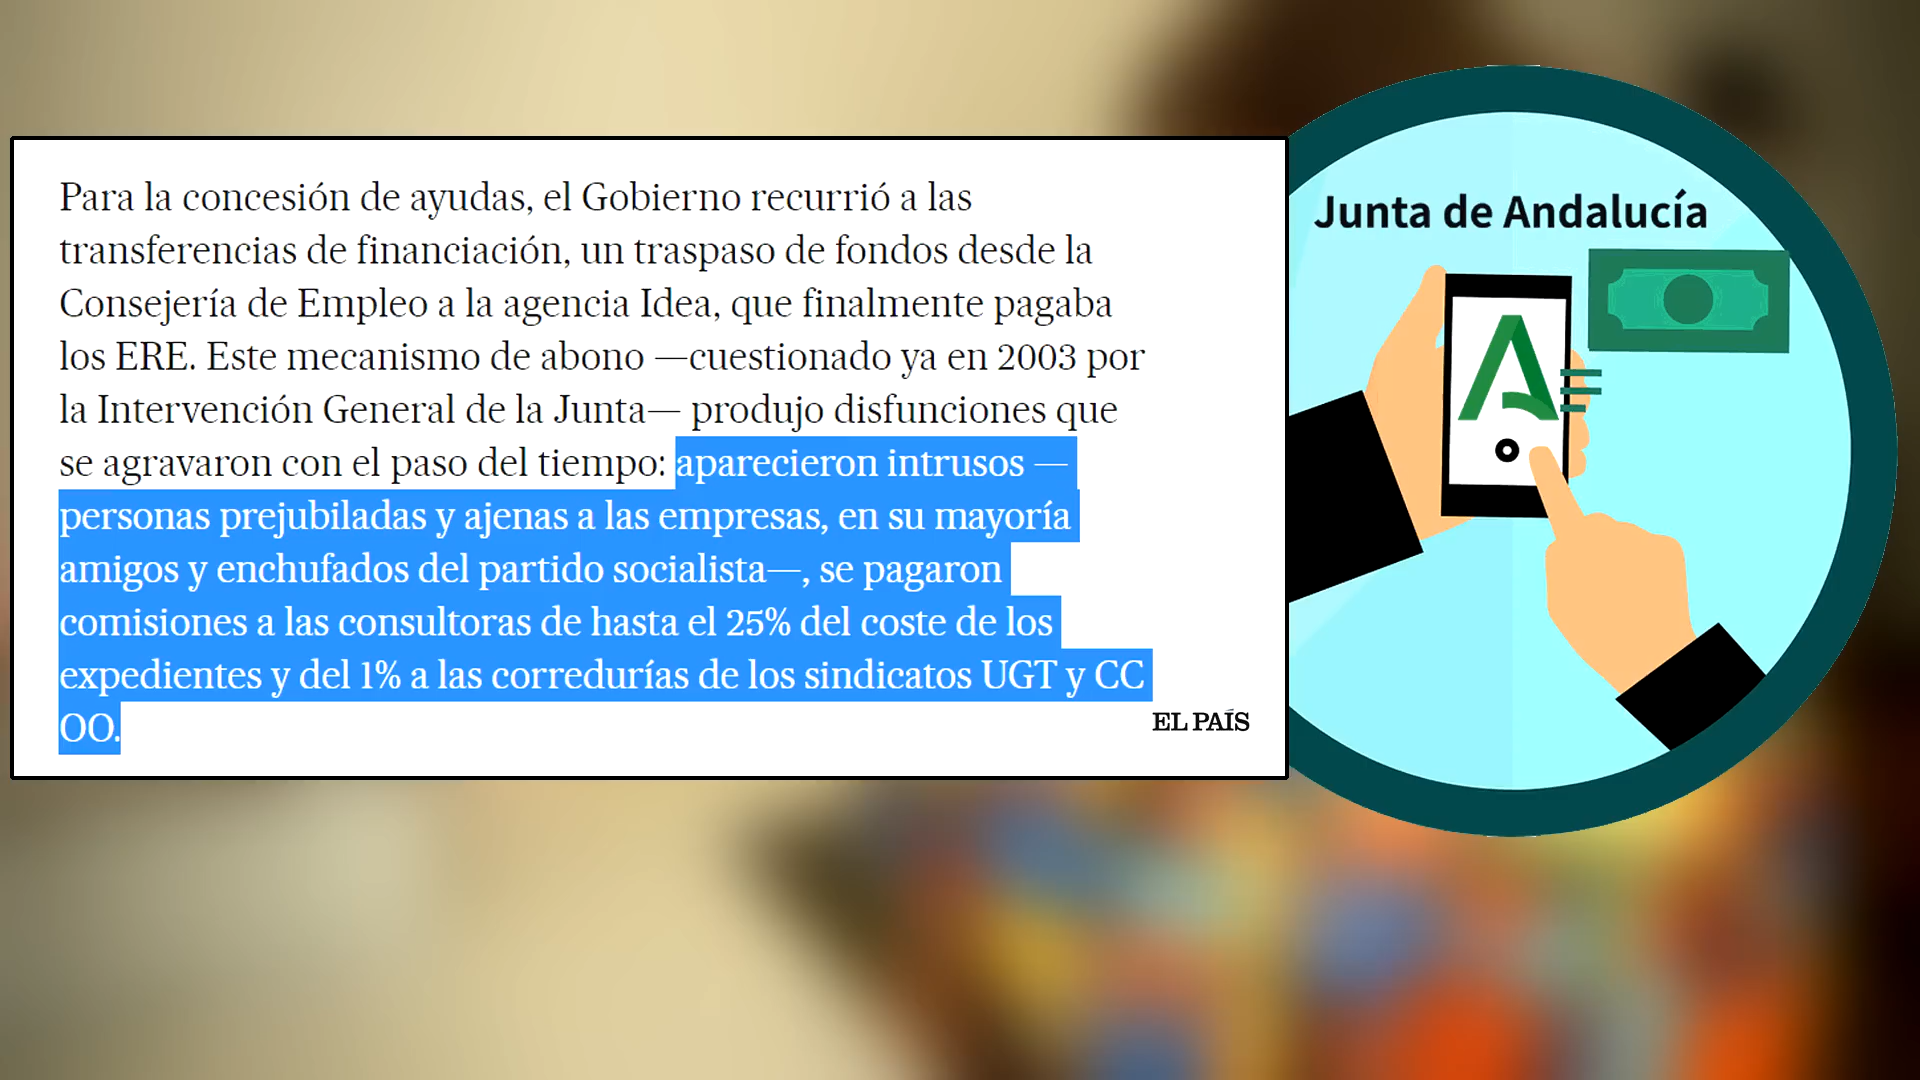 Para la concesión de ayudas, el Gobierno recurrió a las
transferencias de financiación, un traspaso de fondos desde la
Consejería de Empleo a la agencia Idea, que finalmente pagaba
los ERE. Este mecanismo de abono —cuestionado ya en 2003 por
la Intervención General de la Junta— produjo disfunciones que
se agravaron con el paso del tiempo: aparecieron intrusos —
personas prejubiladas y ajenas a las empresas, en su mayoría
amigos y enchufados del partido socialista—, se pagaron
comisiones a las consultoras de hasta el 25% del coste de los
expedientes y del 1% a las corredurías de los sindicatos UGT y CC
OO.
EL PAÍS
Junta de Andalucía